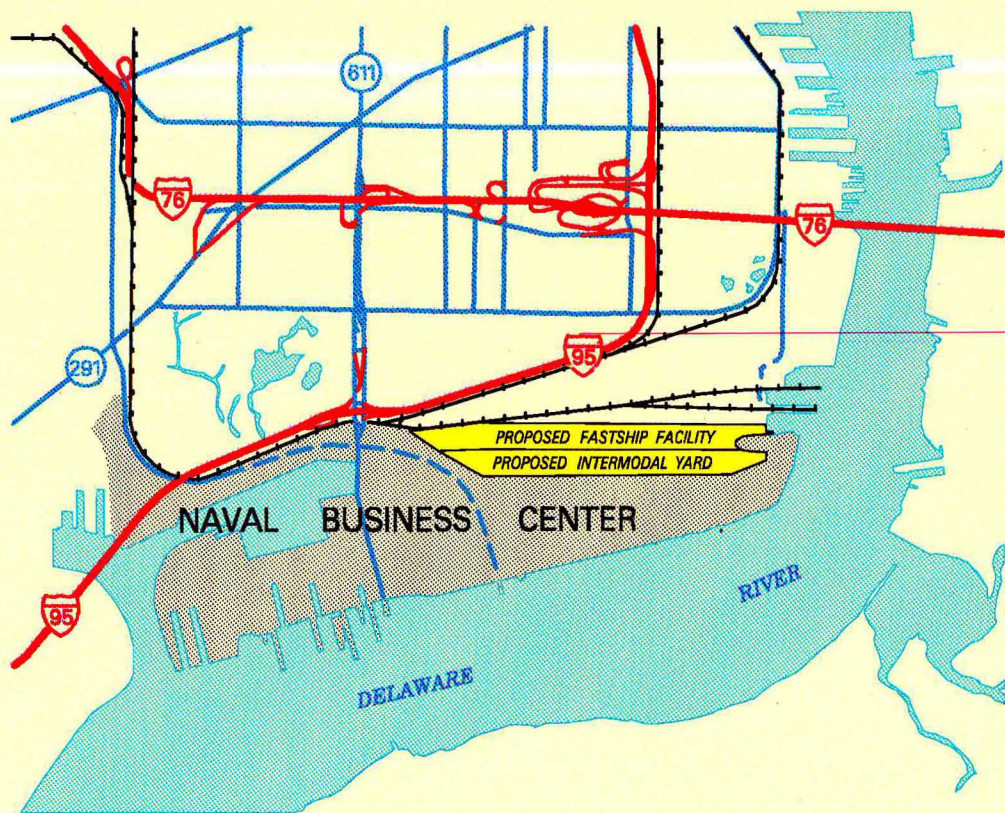 611
76
76
291
95
PROPOSED FASTSHIP FACILITY
PROPOSED INTERMODAL YARD
NAVAL BUSINESS CENTER
95
RIVER
DELAWARE